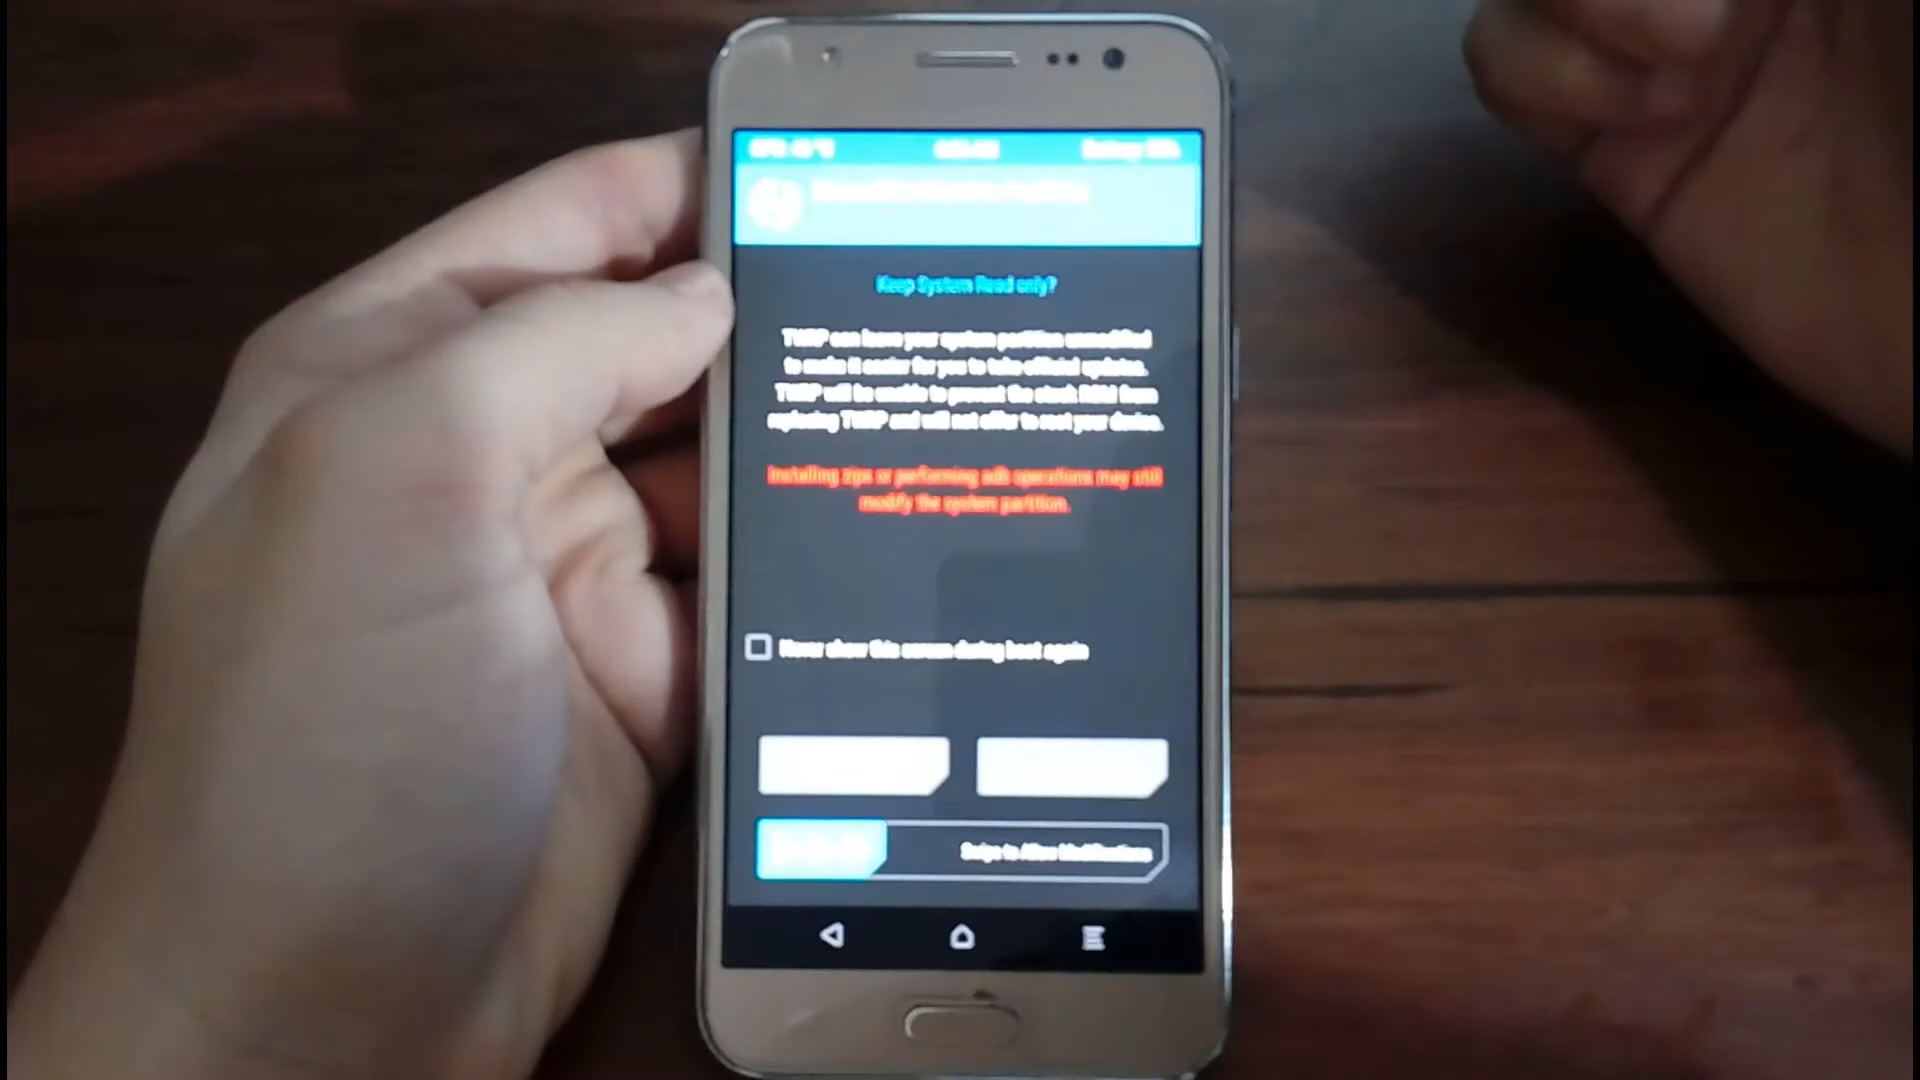 Keep System Read only?
TWRP can leave your system partition unmodified
to make it easier for you to take official updates.
TWRP will be unable to prevent the stock ROM from
replacing TWRP and will not offer to root your device.
Installing zips or performing adb operations may still
modify the system partition.
Never show this screen during boot again
Swipe to Allow Modifications